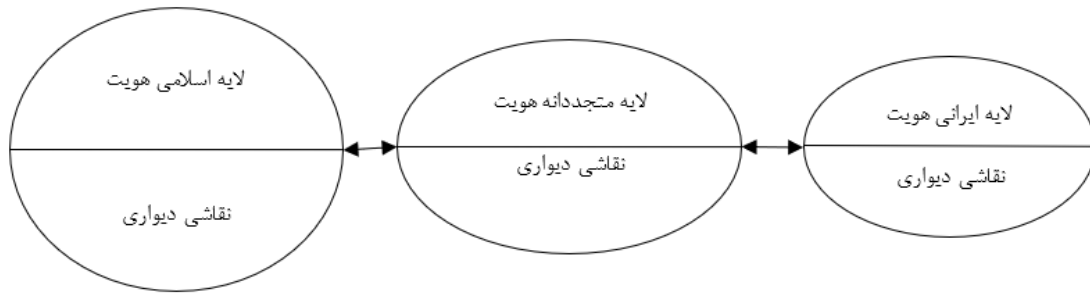 لایه ایرانی هویت
نقاشی دیواری
لایه متجددانه هویت
نقاشی دیواری
لایه اسلامی هویت
نقاشی دیواری